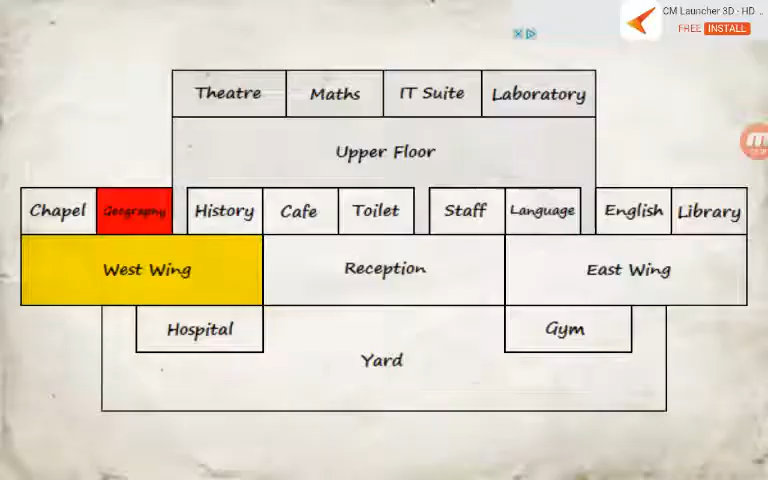 CM Launcher 3D - HD ...
FREE INSTALL
Theatre Maths IT Suite Laboratory
Upper Floor
Chapel Geography History Cafe Toilet Staff Language English Library
West Wing Reception East Wing
Hospital Gym
Yard